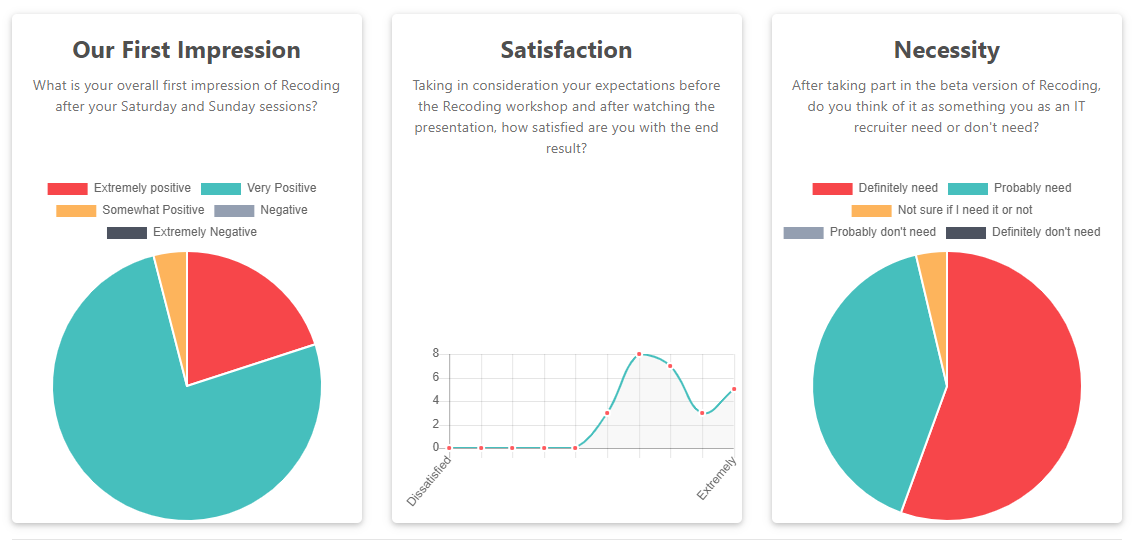 Our First Impression
What is your overall first impression of Recoding
after your Saturday and Sunday sessions?
Extremely positive
Very Positive
Somewhat Positive
Negative
Extremely Negative
Satisfaction
Taking in consideration your expectations before
the Recoding workshop and after watching the
presentation, how satisfied are you with the end
result?
8
6
4
2
0
Dissatisfied
Extremely
Necessity
After taking part in the beta version of Recoding,
do you think of it as something you as an IT
recruiter need or don't need?
Definitely need
Probably need
Not sure if I need it or not
Probably don't need
Definitely don't need